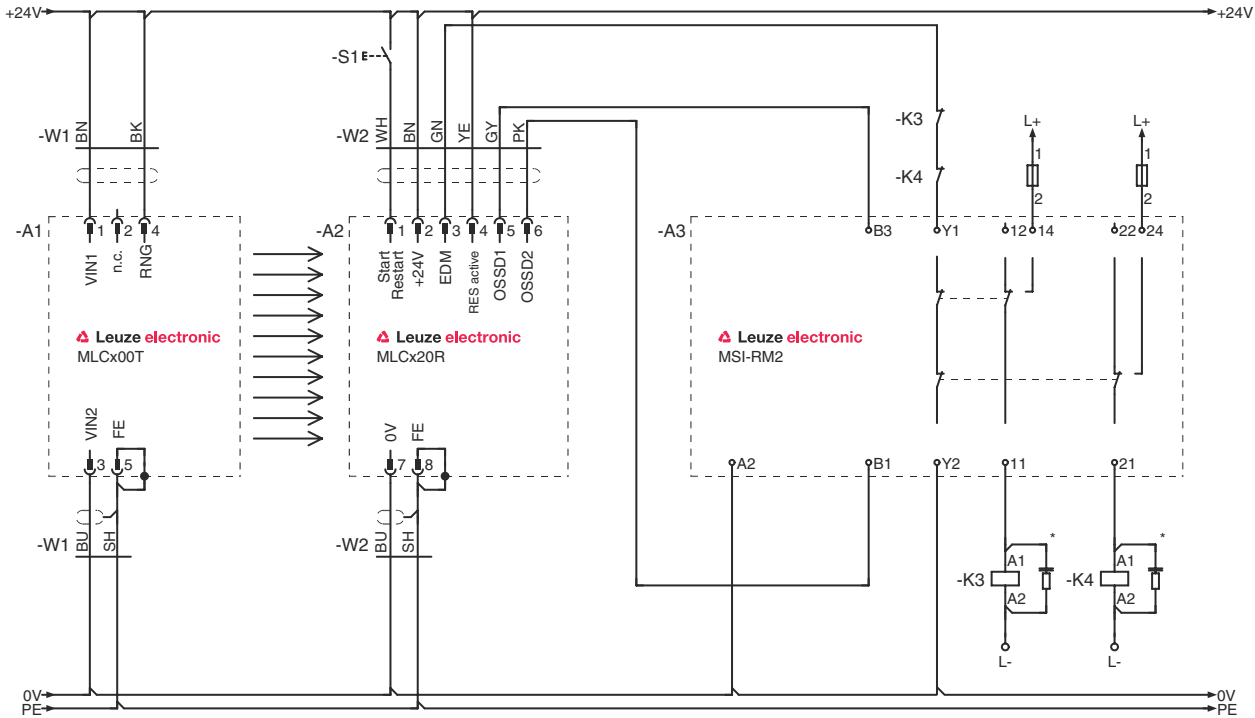 +24V
+24V
-S1
-W1
BN
BK
-W2
WH
BN
GN
YE
GY
PK
-K3
-K4
L+
1
2
L+
1
2
-A1
1
2
4
VIN1
n.c.
RNG
-A2
1
2
3
4
5
6
Start
Restart
+24V
EDM
RES active
OSSD1
OSSD2
-A3
B3
Y1
12
14
22
24
Leuze electronic
MLCx00T
Leuze electronic
MLCx20R
Leuze electronic
MSI-RM2
VIN2
FE
3
5
0V
FE
7
8
A2
B1
Y2
11
21
-W1
BU
SH
-W2
BU
SH
-K3
A1
A2
*
L-
-K4
A1
A2
*
L-
0V
0V
PE
PE